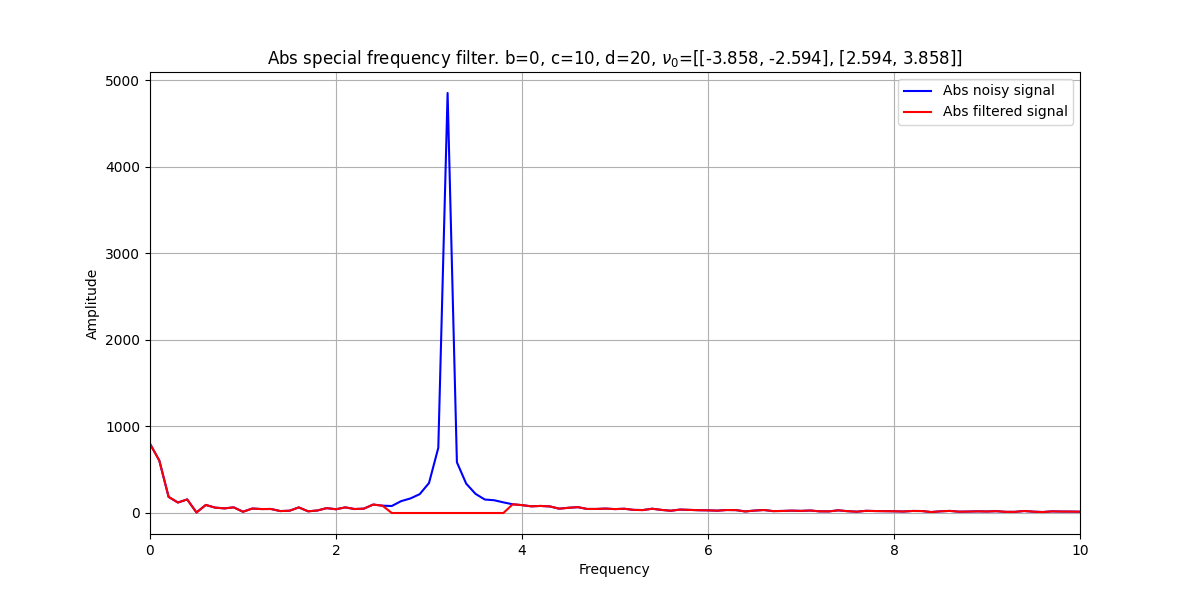 Abs special frequency filter. b=0, c=10, d=20, ν₀=[[-3.858, -2.594], [2.594, 3.858]]
Abs noisy signal
Abs filtered signal
5000
4000
3000
2000
1000
0
Amplitude
0 2 4 6 8 10
Frequency